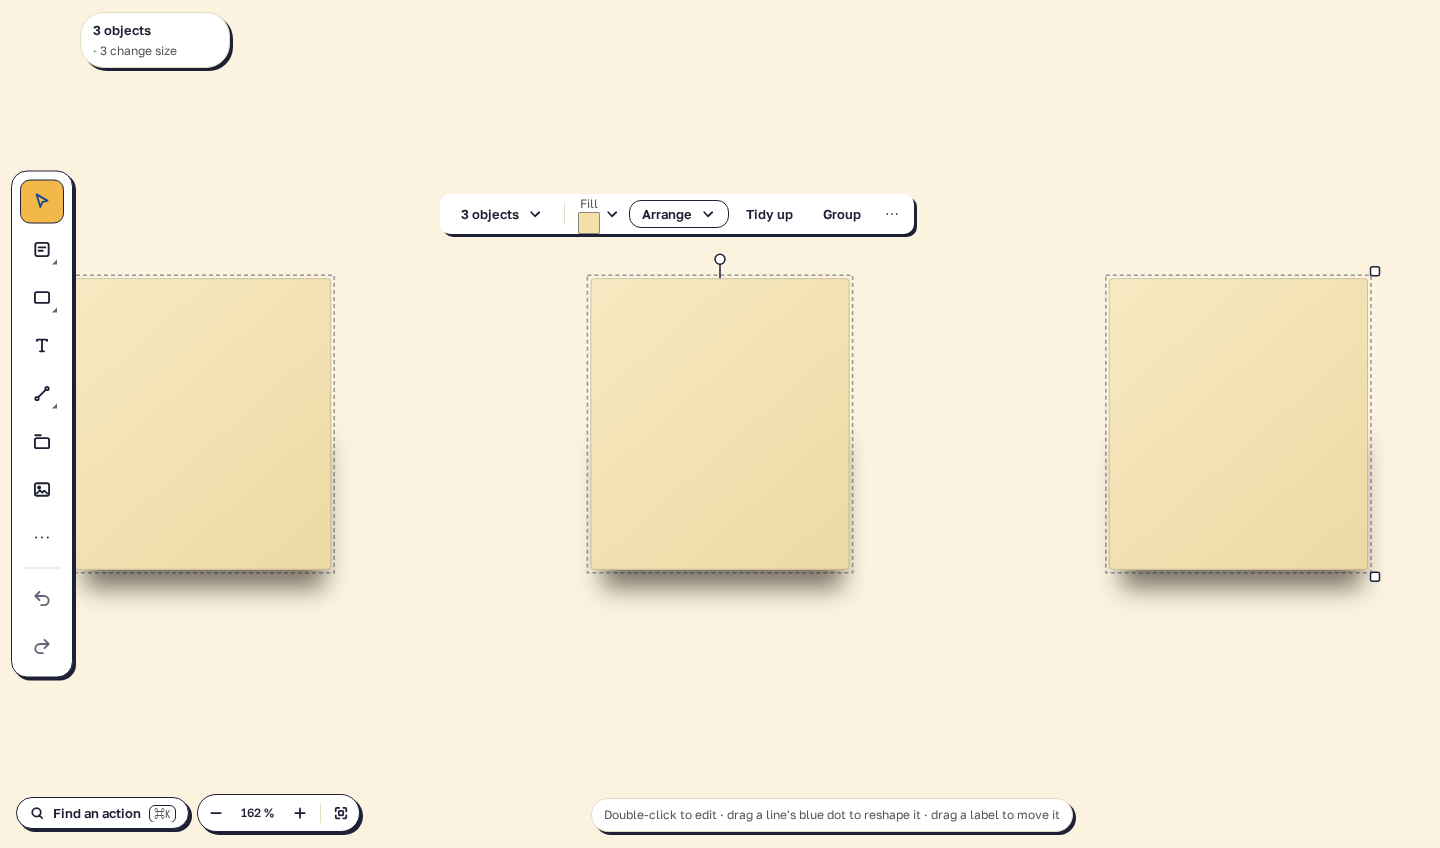 3 objects
· 3 change size
3 objects
Fill
Arrange
Tidy up
Group
T
Find an action ⌘K
162 %
Double-click to edit · drag a line's blue dot to reshape it · drag a label to move it